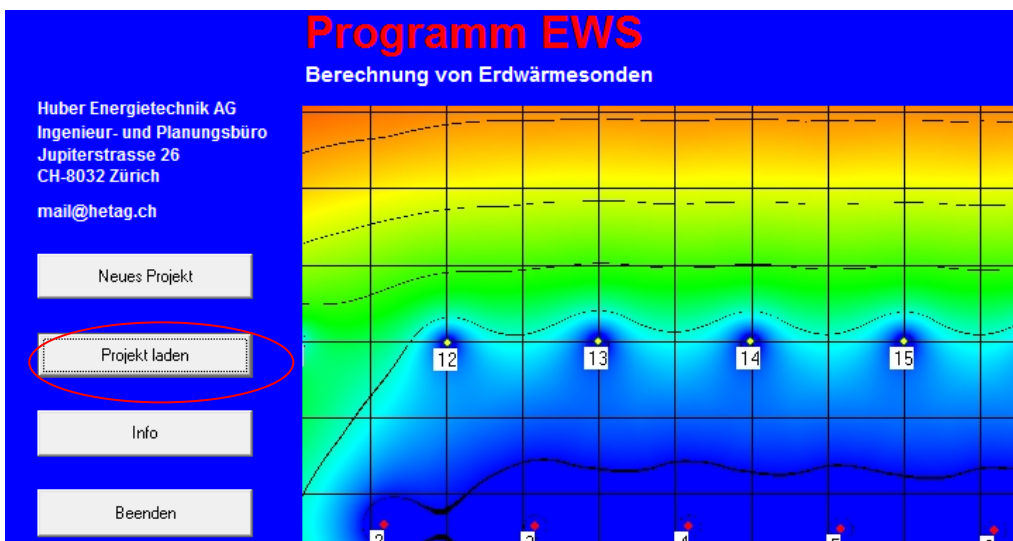 Programm EWS
Berechnung von Erdwärmesonden
Huber Energietechnik AG
Ingenieur- und Planungsbüro
Jupiterstrasse 26
CH-8032 Zürich
mail@hetag.ch
Neues Projekt
Projekt laden
Info
Beenden
12 13 14 15